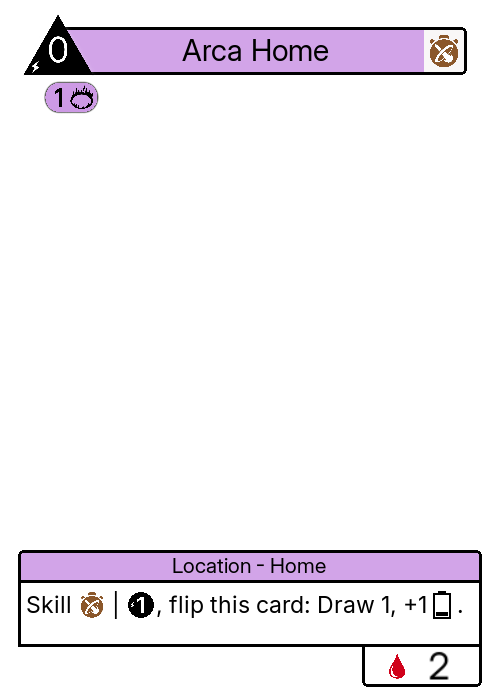 0 Arca Home
1
Location - Home
Skill | 1, flip this card: Draw 1, +1 .
2